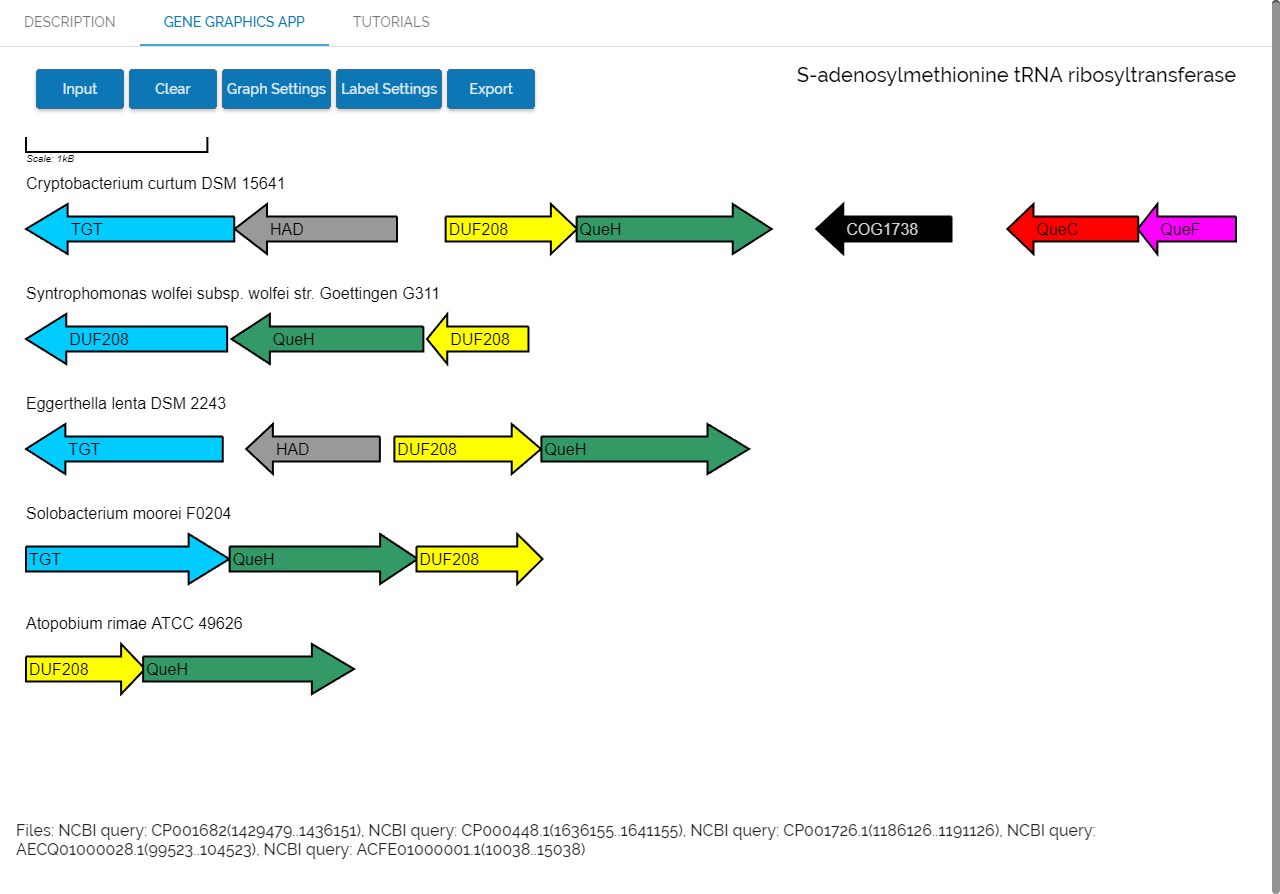 DESCRIPTION GENE GRAPHICS APP TUTORIALS
Input Clear Graph Settings Label Settings Export
S-adenosylmethionine tRNA ribosyltransferase
Scale: 1kB
Cryptobacterium curtum DSM 15641
TGT HAD DUF208 QueH COG1738 QueC QueF
Syntrophomonas wolfei subsp. wolfei str. Goettingen G311
DUF208 QueH DUF208
Eggerthella lenta DSM 2243
TGT HAD DUF208 QueH
Solobacterium moorei F0204
TGT QueH DUF208
Atopobium rimae ATCC 49626
DUF208 QueH
Files: NCBI query: CP001682(1429479..1436151), NCBI query: CP000448.1(1636155..1641155), NCBI query: CP001726.1(1186126..1191126), NCBI query:
AECQ01000028.1(99523..104523), NCBI query: ACFE01000001.1(10038..15038)